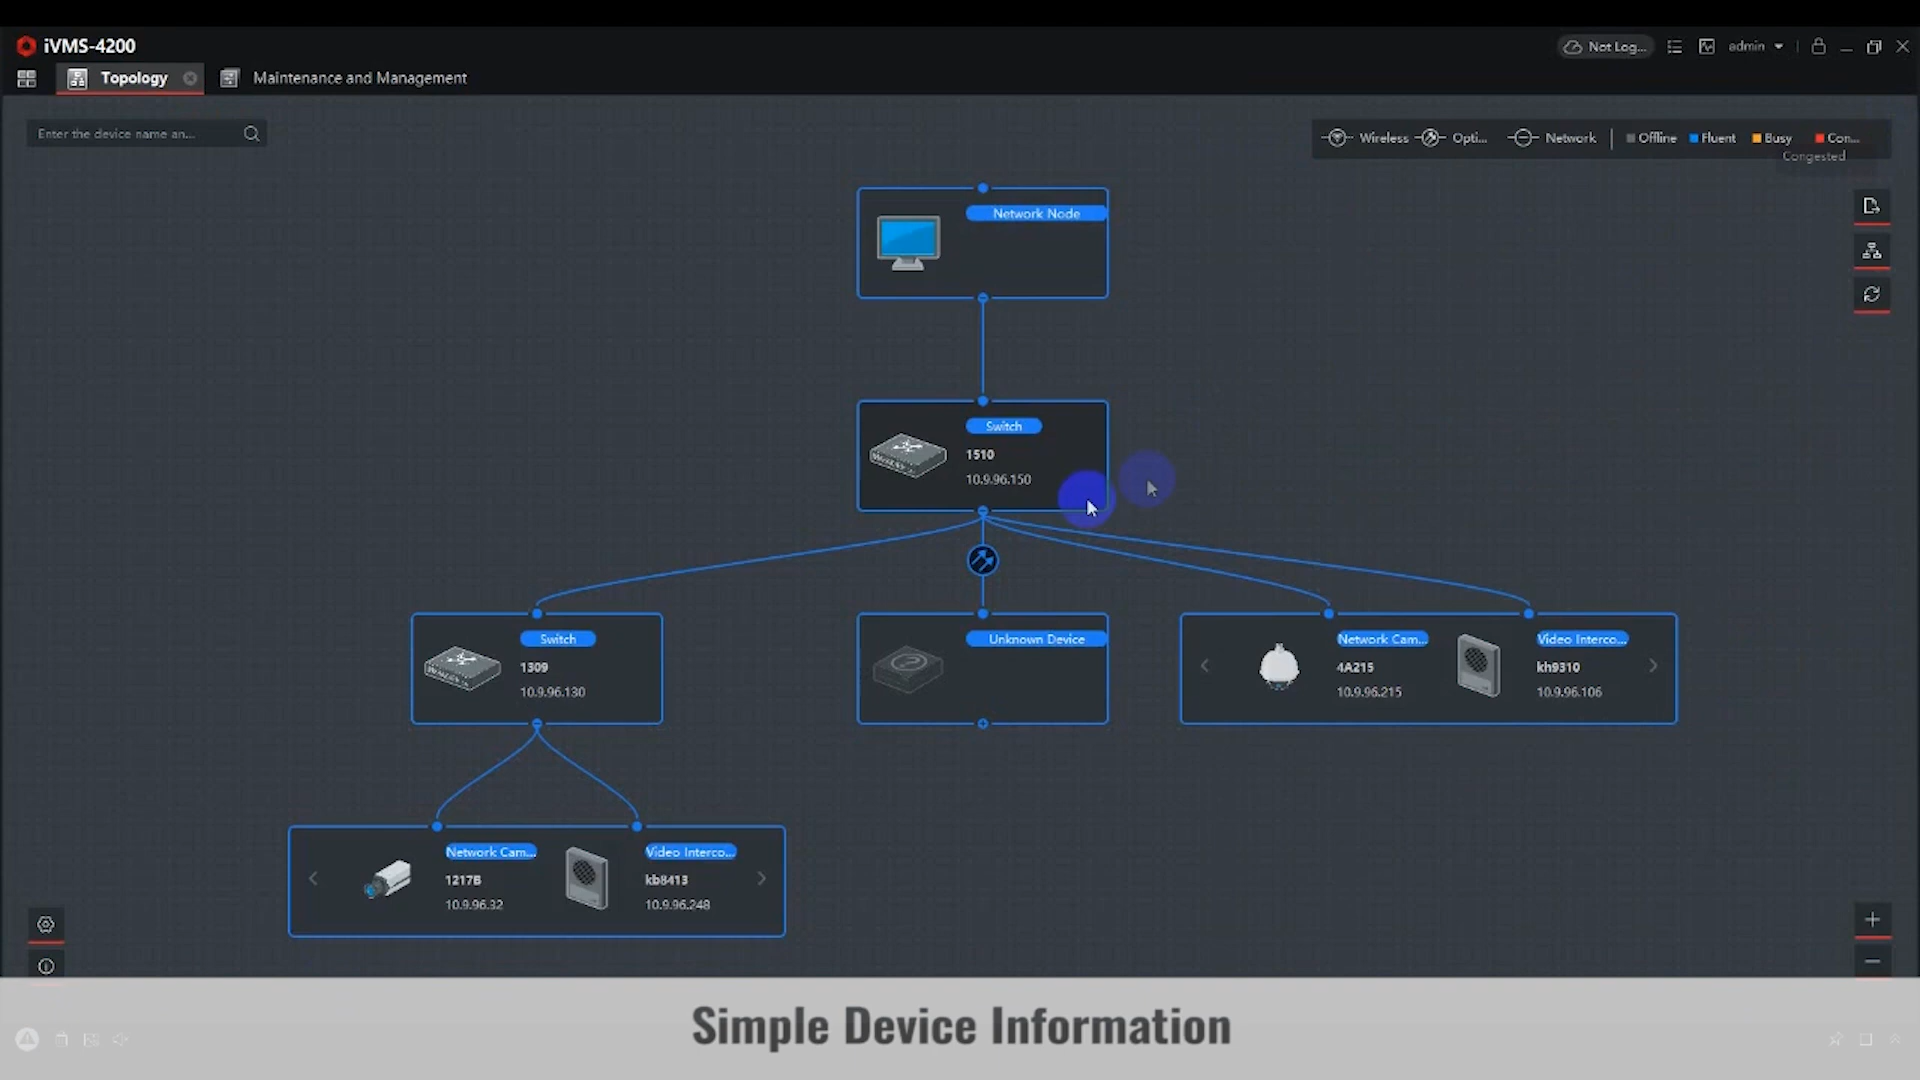 iVMS-4200
Not Log...
admin
Topology
Maintenance and Management
Enter the device name an...
Wireless
Opti...
Network
Offline
Fluent
Busy
Con...
Congested
Network Node
Switch
1510
10.9.96.150
Switch
1309
10.9.96.130
Unknown Device
Network Cam...
4A215
10.9.96.215
Video Interco...
kh9310
10.9.96.106
Network Cam...
1217B
10.9.96.32
Video Interco...
kb8413
10.9.96.248
Simple Device Information